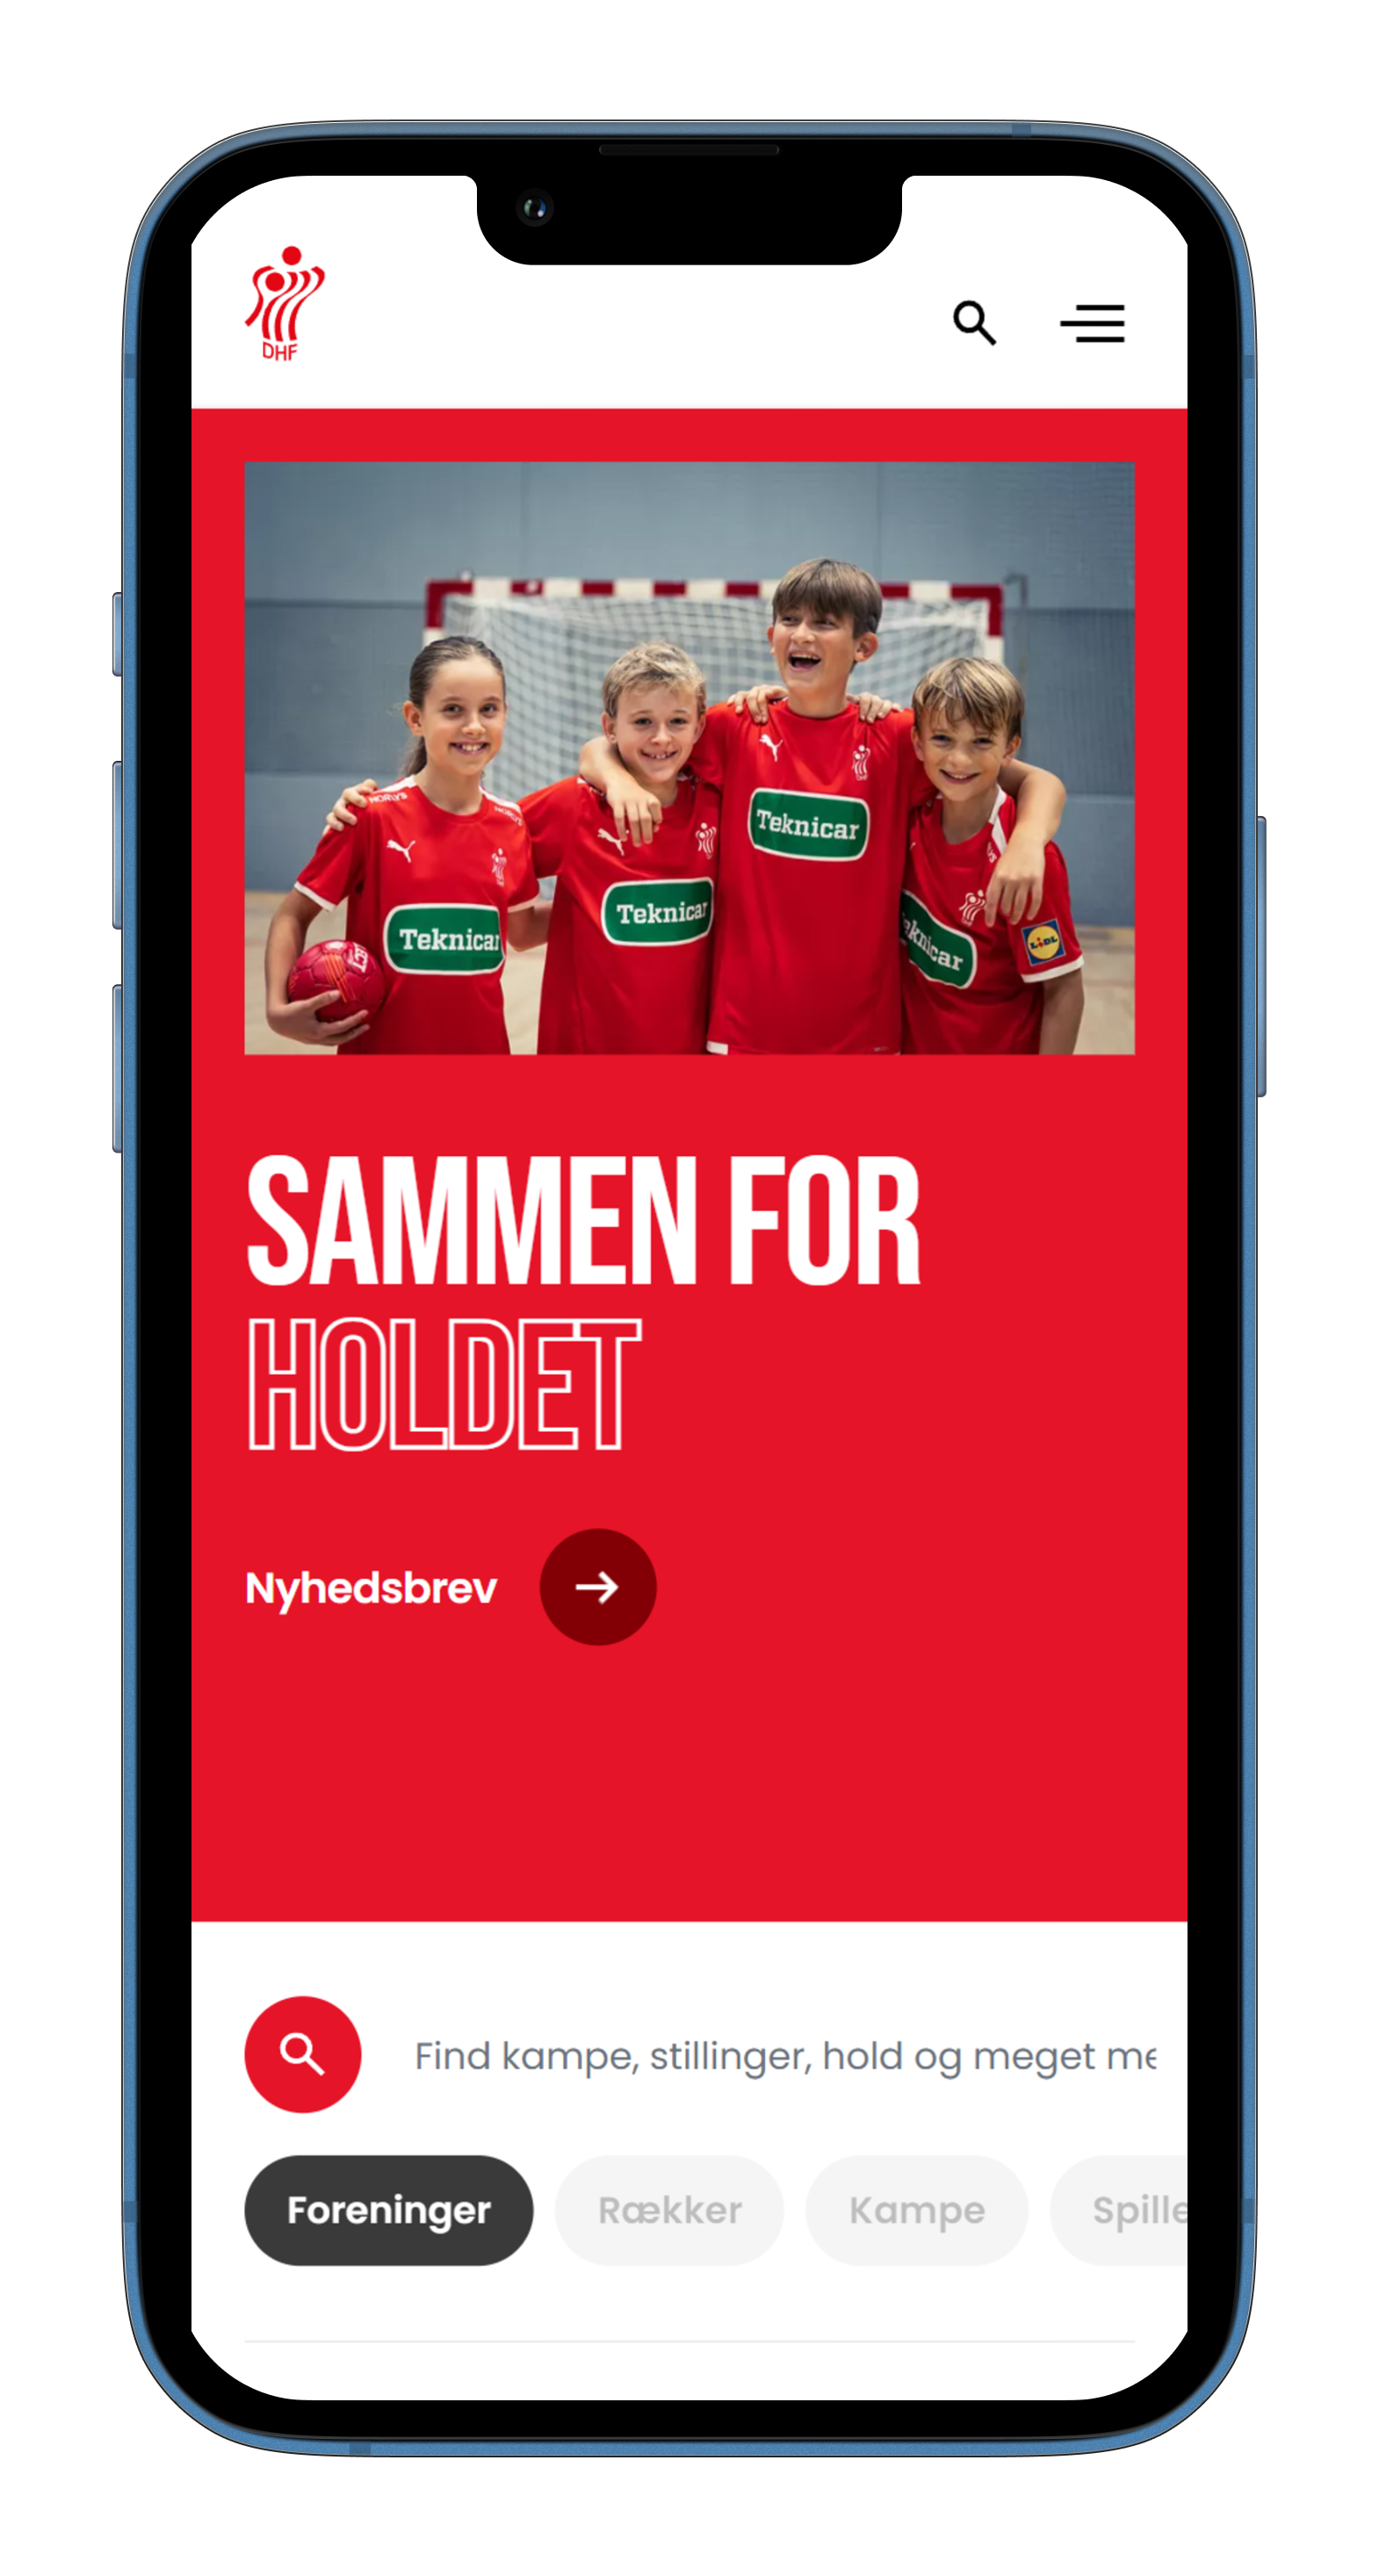 DHF
HORLYS
Teknicar
Teknicar
Teknicar
eknicar
LIDL
SAMMEN FOR
HOLDET
Nyhedsbrev
Find kampe, stillinger, hold og meget me
Foreninger
Rækker
Kampe
Spille